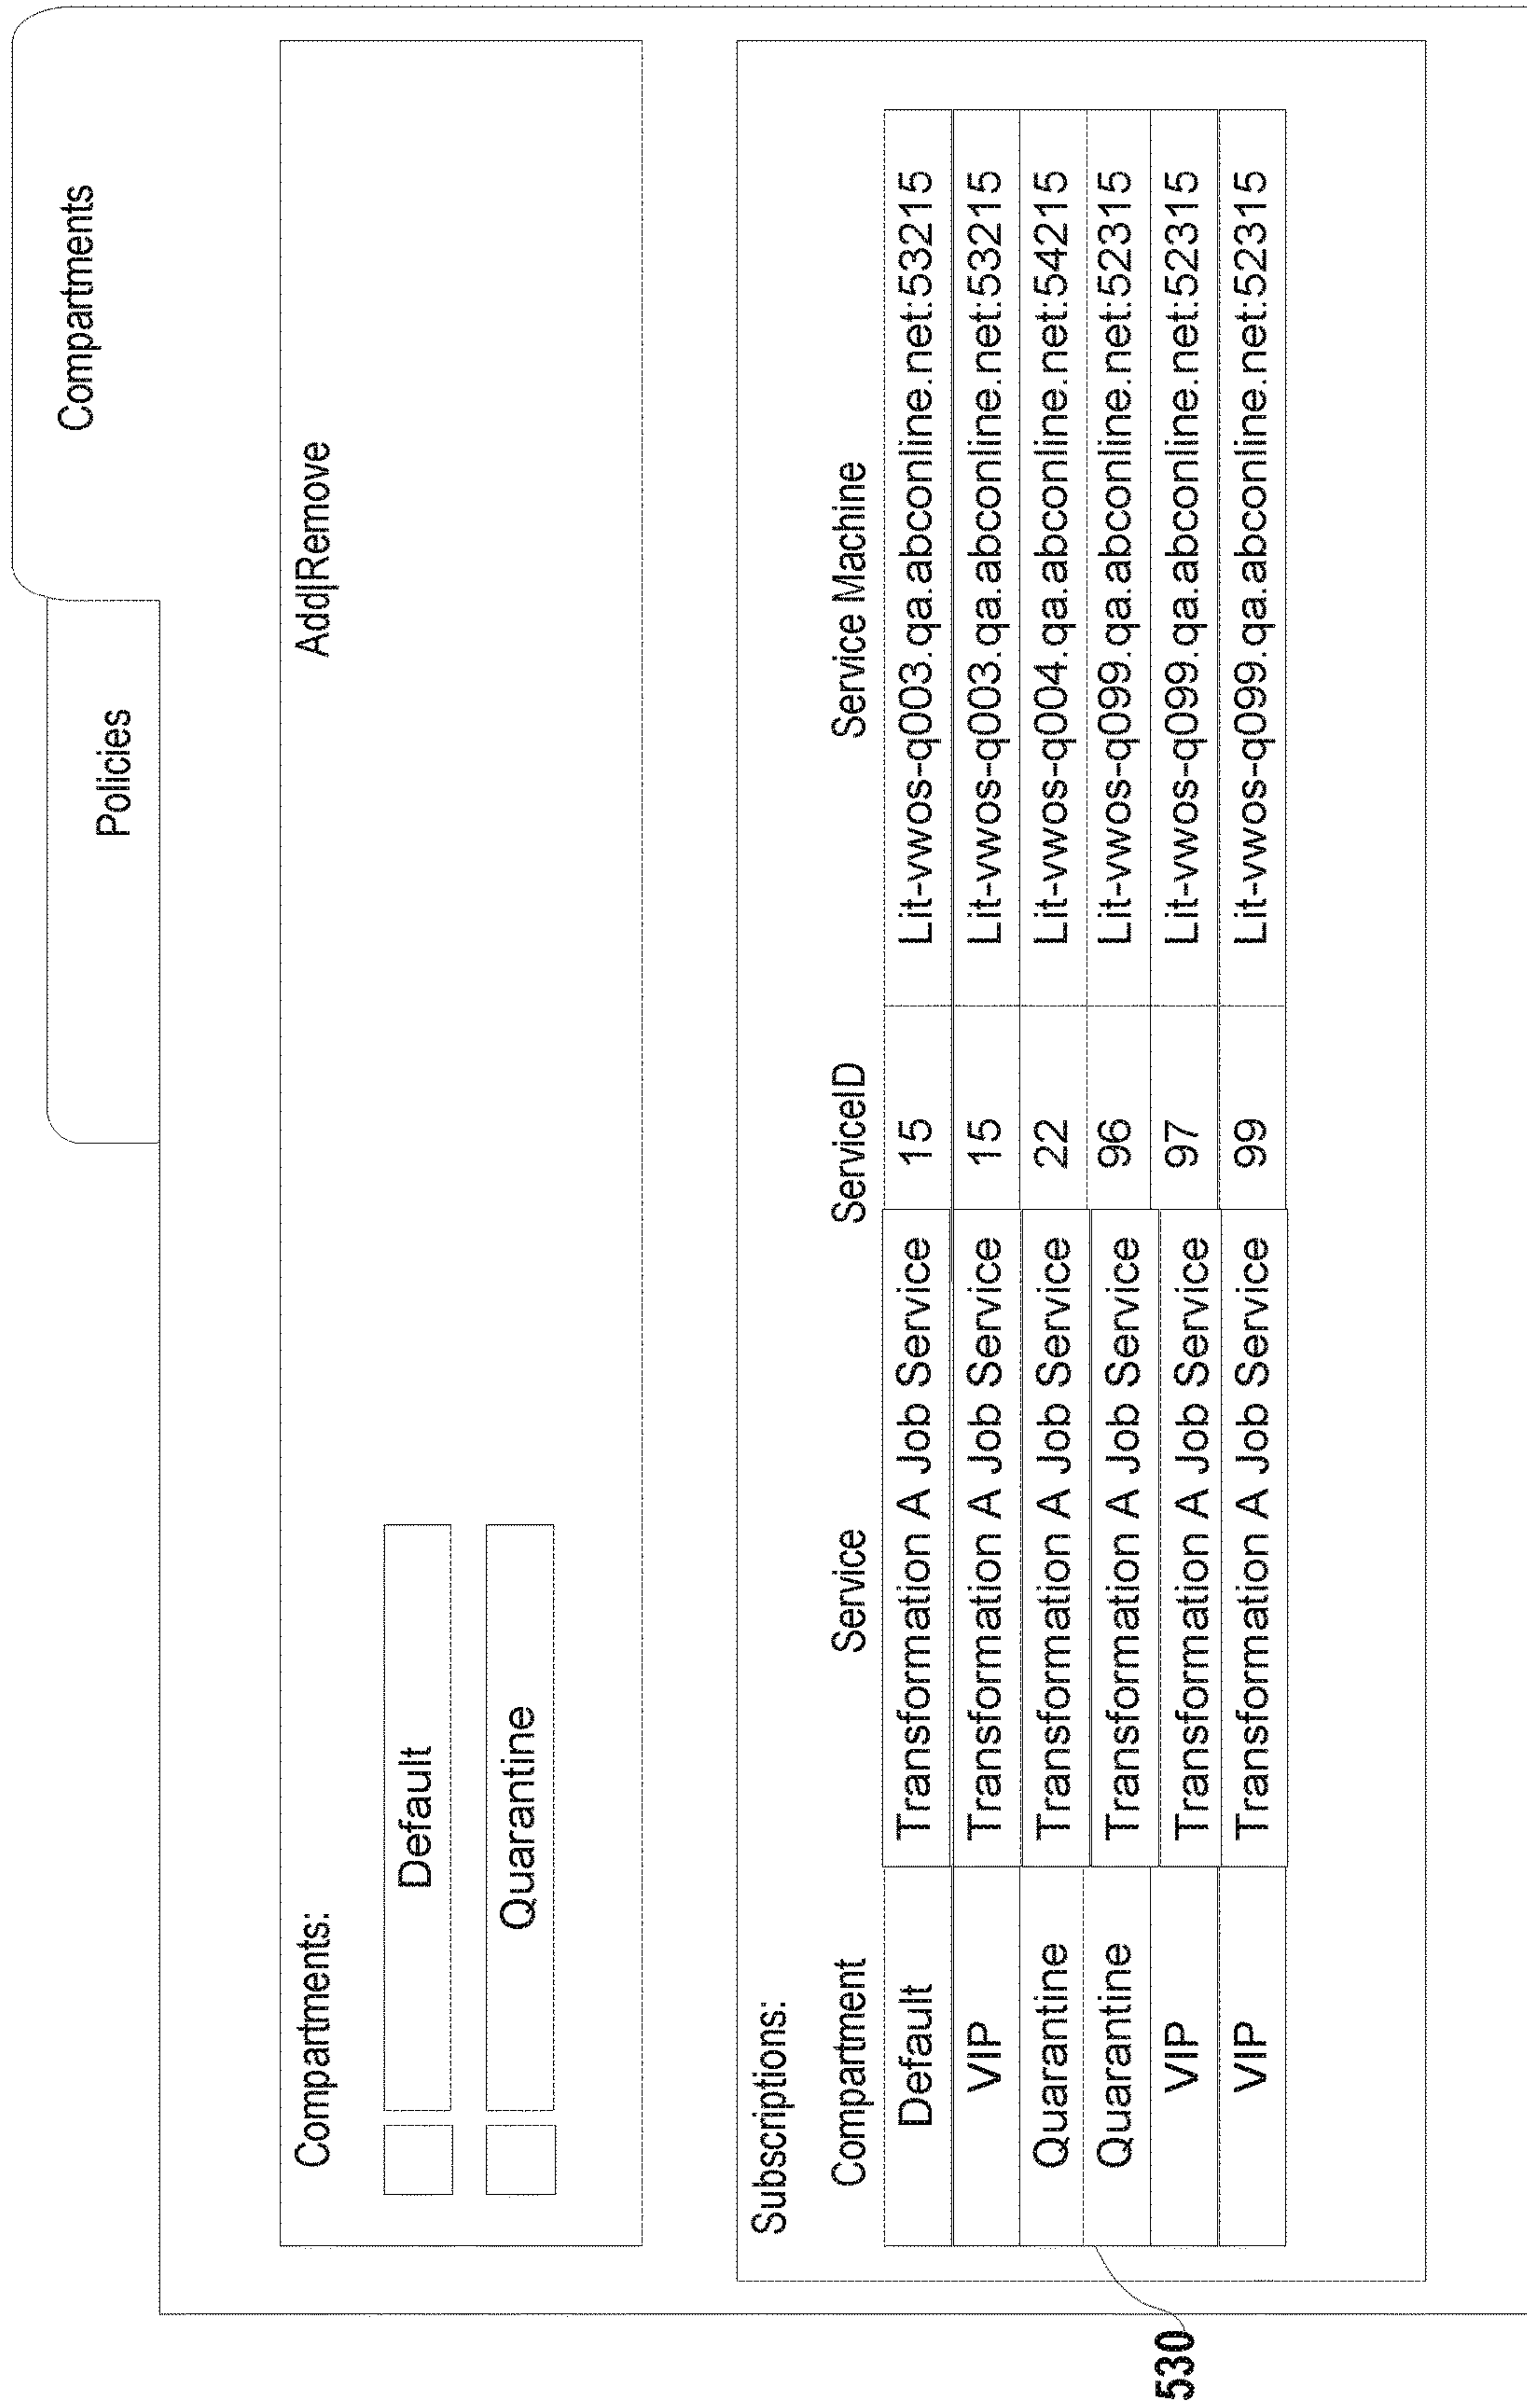 Policies
Compartments
Compartments:
Add|Remove
Default
Quarantine
Subscriptions:
Compartment Service ServiceID Service Machine
Default Transformation A Job Service 15 Lit-vwos-q003.qa.abconline.net:53215
VIP Transformation A Job Service 15 Lit-vwos-q003.qa.abconline.net:53215
Quarantine Transformation A Job Service 22 Lit-vwos-q004.qa.abconline.net:54215
Quarantine Transformation A Job Service 96 Lit-vwos-q099.qa.abconline.net:52315
VIP Transformation A Job Service 97 Lit-vwos-q099.qa.abconline.net:52315
VIP Transformation A Job Service 99 Lit-vwos-q099.qa.abconline.net:52315
530